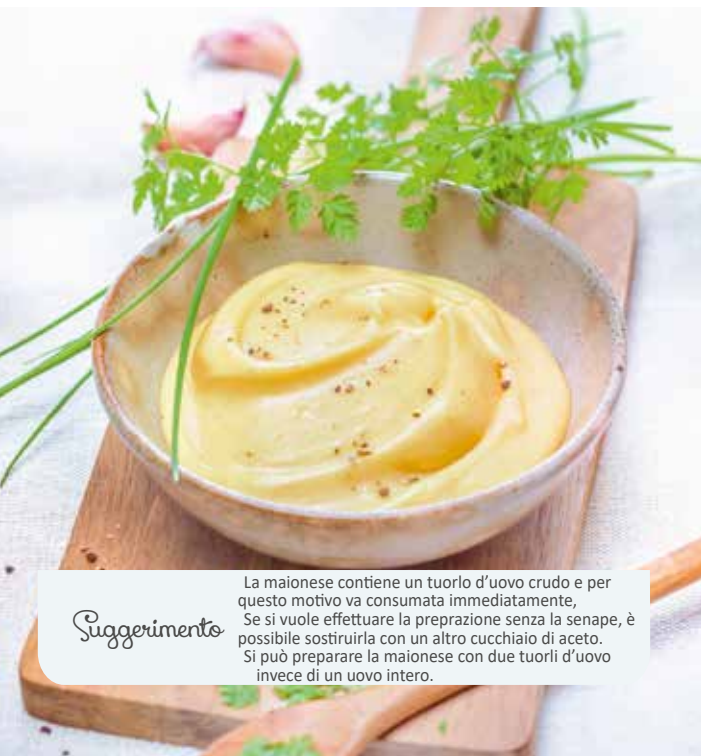 Suggerimento
La maionese contiene un tuorlo d'uovo crudo e per
questo motivo va consumata immediatamente,
Se si vuole effettuare la preprazione senza la senape, è
possibile sostiruirla con un altro cucchiaio di aceto.
Si può preparare la maionese con due tuorli d'uovo
invece di un uovo intero.